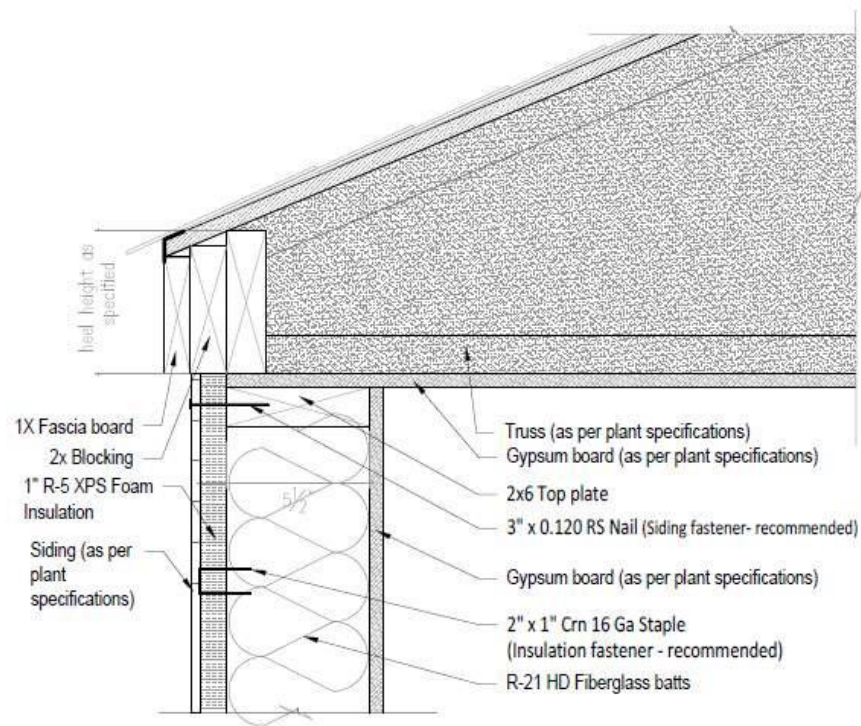 heel height as
specified
1X Fascia board
2x Blocking
1" R-5 XPS Foam
Insulation
Siding (as per
plant
specifications)
5½"
Truss (as per plant specifications)
Gypsum board (as per plant specifications)
2x6 Top plate
3" x 0.120 RS Nail (Siding fastener- recommended)
Gypsum board (as per plant specifications)
2" x 1" Crn 16 Ga Staple
(Insulation fastener - recommended)
R-21 HD Fiberglass batts